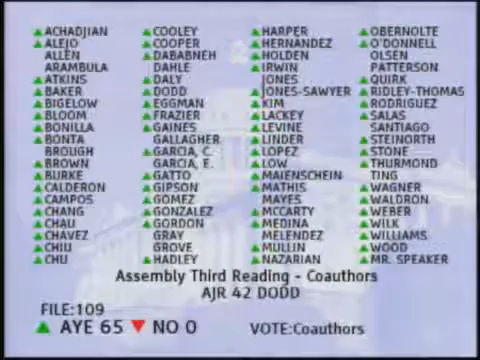 ACHADJIAN COOLEY HARPER OBERNOLTE
ALEJO COOPER HERNANDEZ O'DONNELL
ALLEN DABABNEH HOLDEN OLSEN
ARAMBULA DAHLE IRWIN PATTERSON
ATKINS DALY JONES QUIRK
BAKER DODD JONES-SAWYER RIDLEY-THOMAS
BIGELOW EGGMAN KIM RODRIGUEZ
BLOOM FRAZIER LACKEY SALAS
BONILLA GAINES LEVINE SANTIAGO
BONTA GALLAGHER LINDER STEINORTH
BROUGH GARCIA, C. LOPEZ STONE
BROWN GARCIA, E. LOW THURMOND
BURKE GATTO MAIENSCHEIN TING
CALDERON GIPSON MATHIS WAGNER
CAMPOS GOMEZ MAYES WALDRON
CHANG GONZALEZ MCCARTY WEBER
CHAU GORDON MEDINA WILK
CHAVEZ GRAY MELENDEZ WILLIAMS
CHIU GROVE MULLIN WOOD
CHU HADLEY NAZARIAN MR. SPEAKER
Assembly Third Reading - Coauthors
AJR 42 DODD
FILE:109
AYE 65 NO 0 VOTE:Coauthors